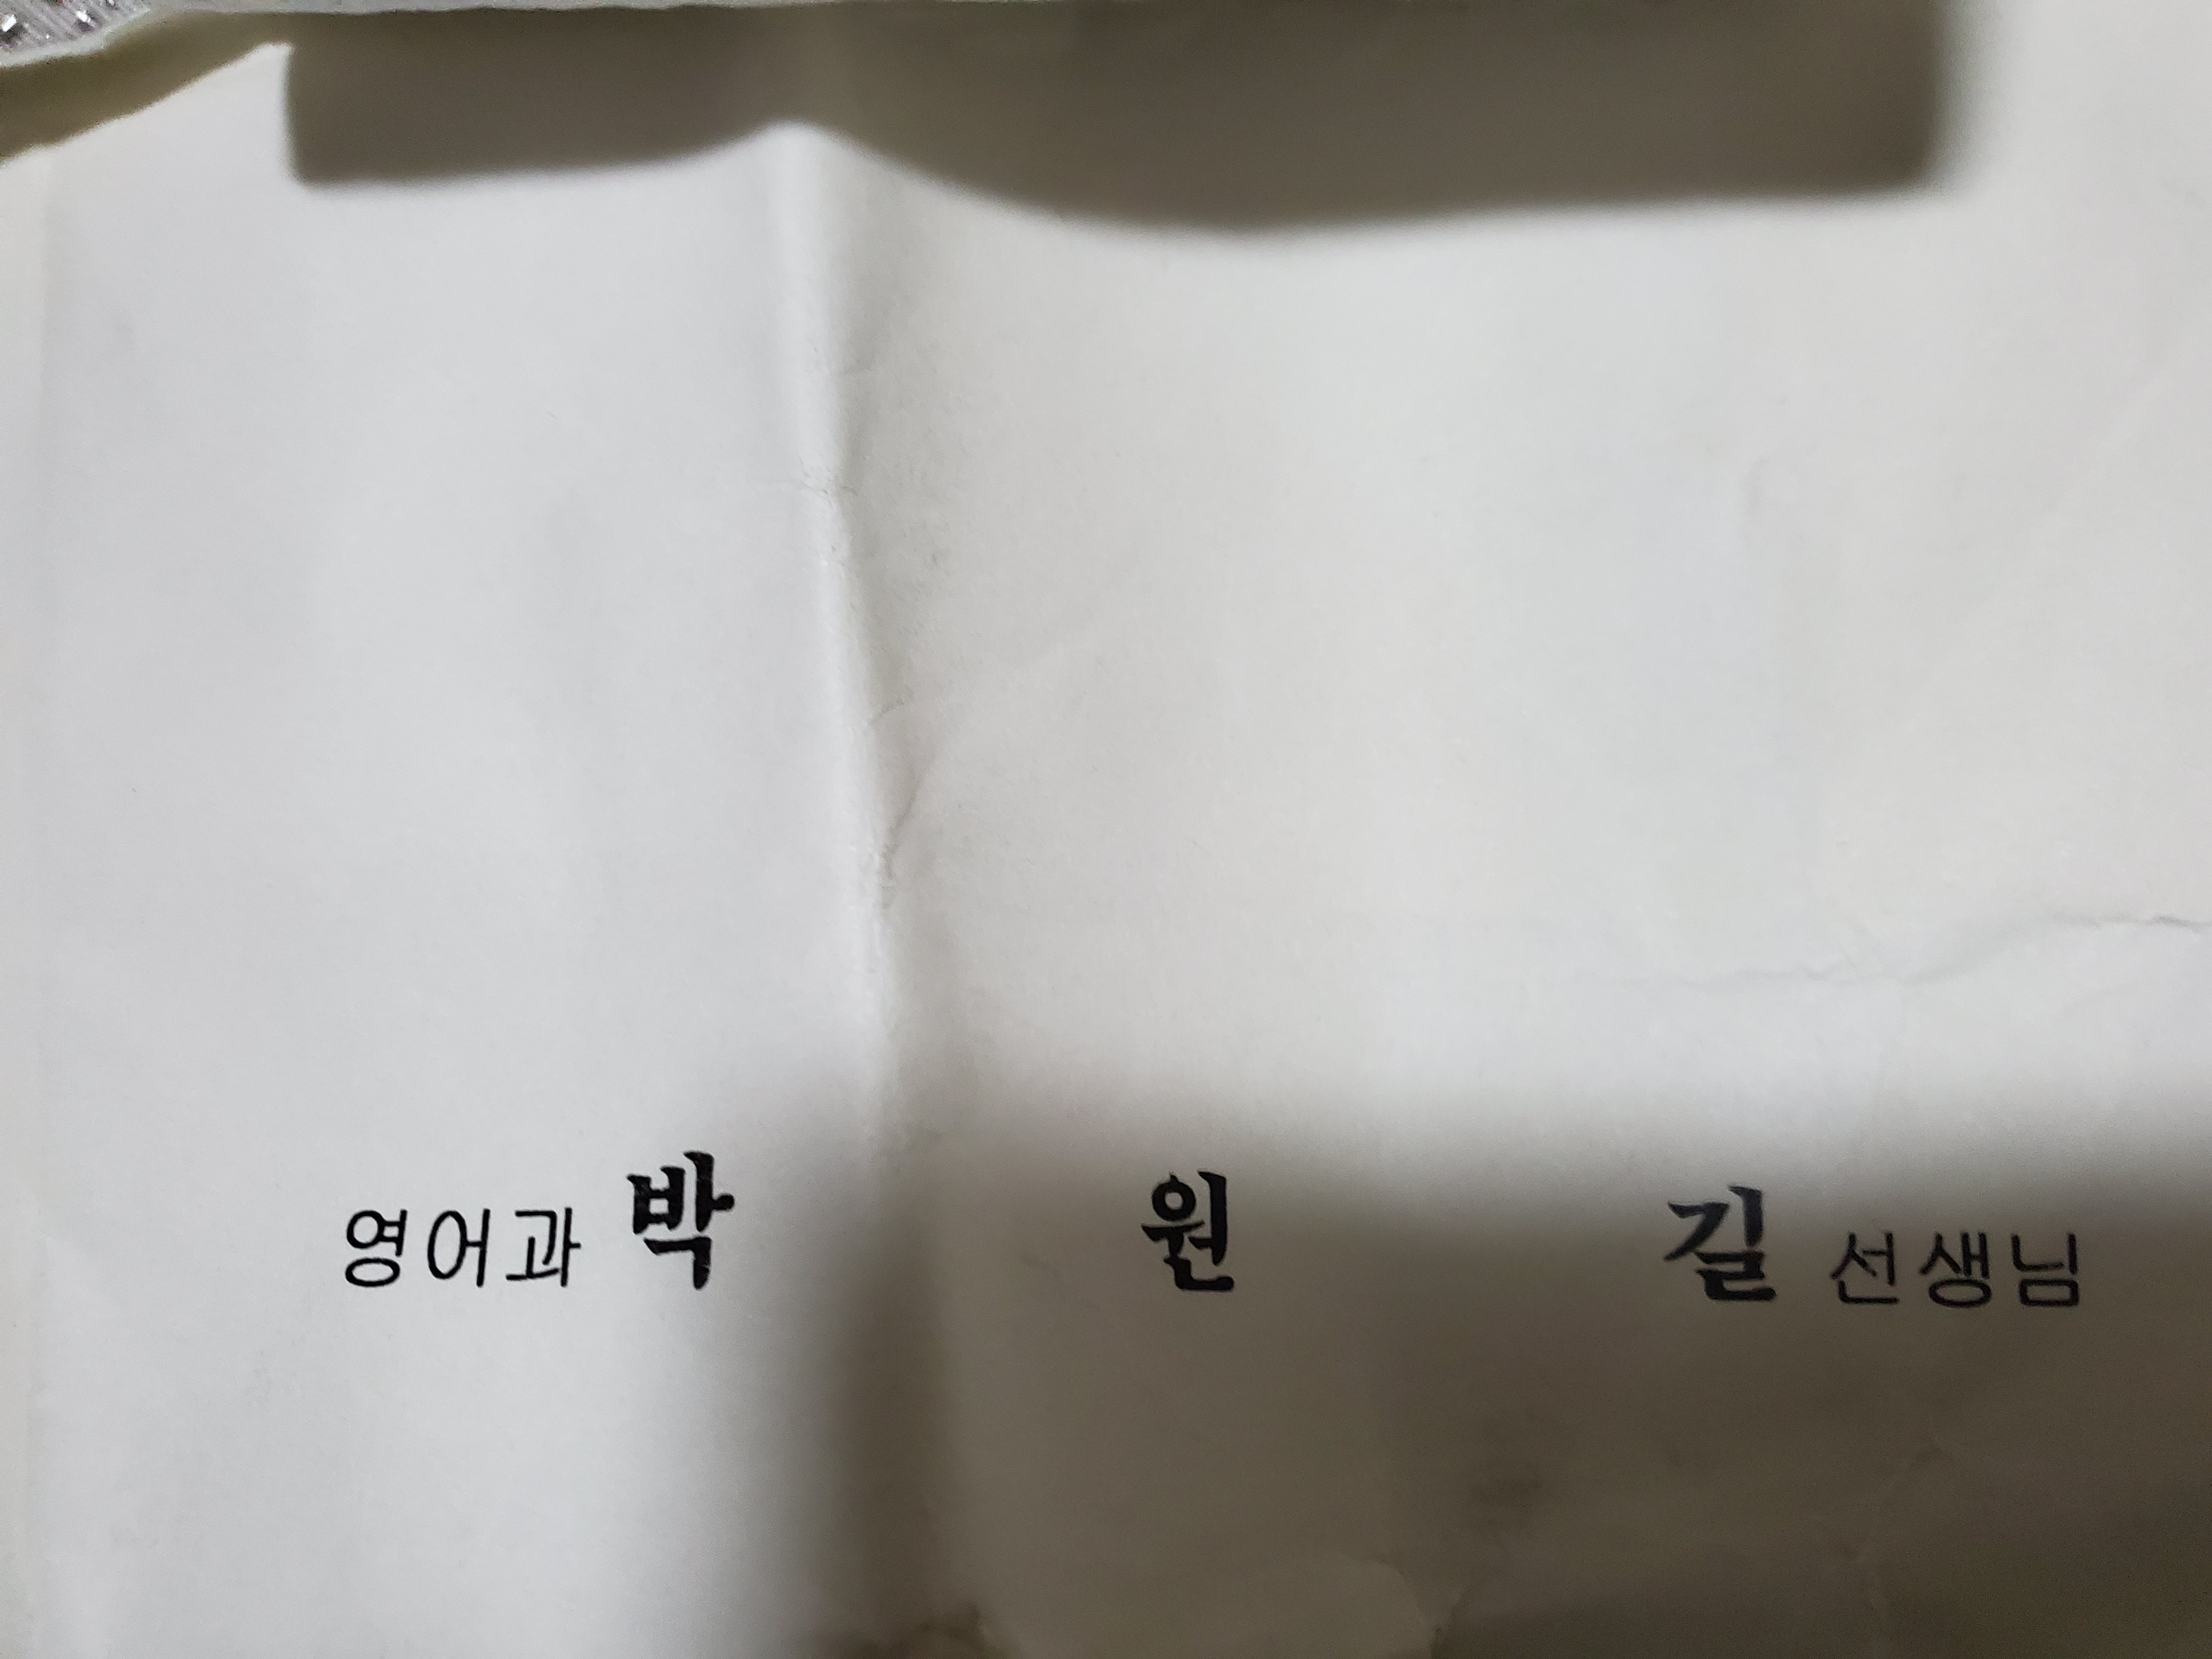 영어과 박 원 길 선생님